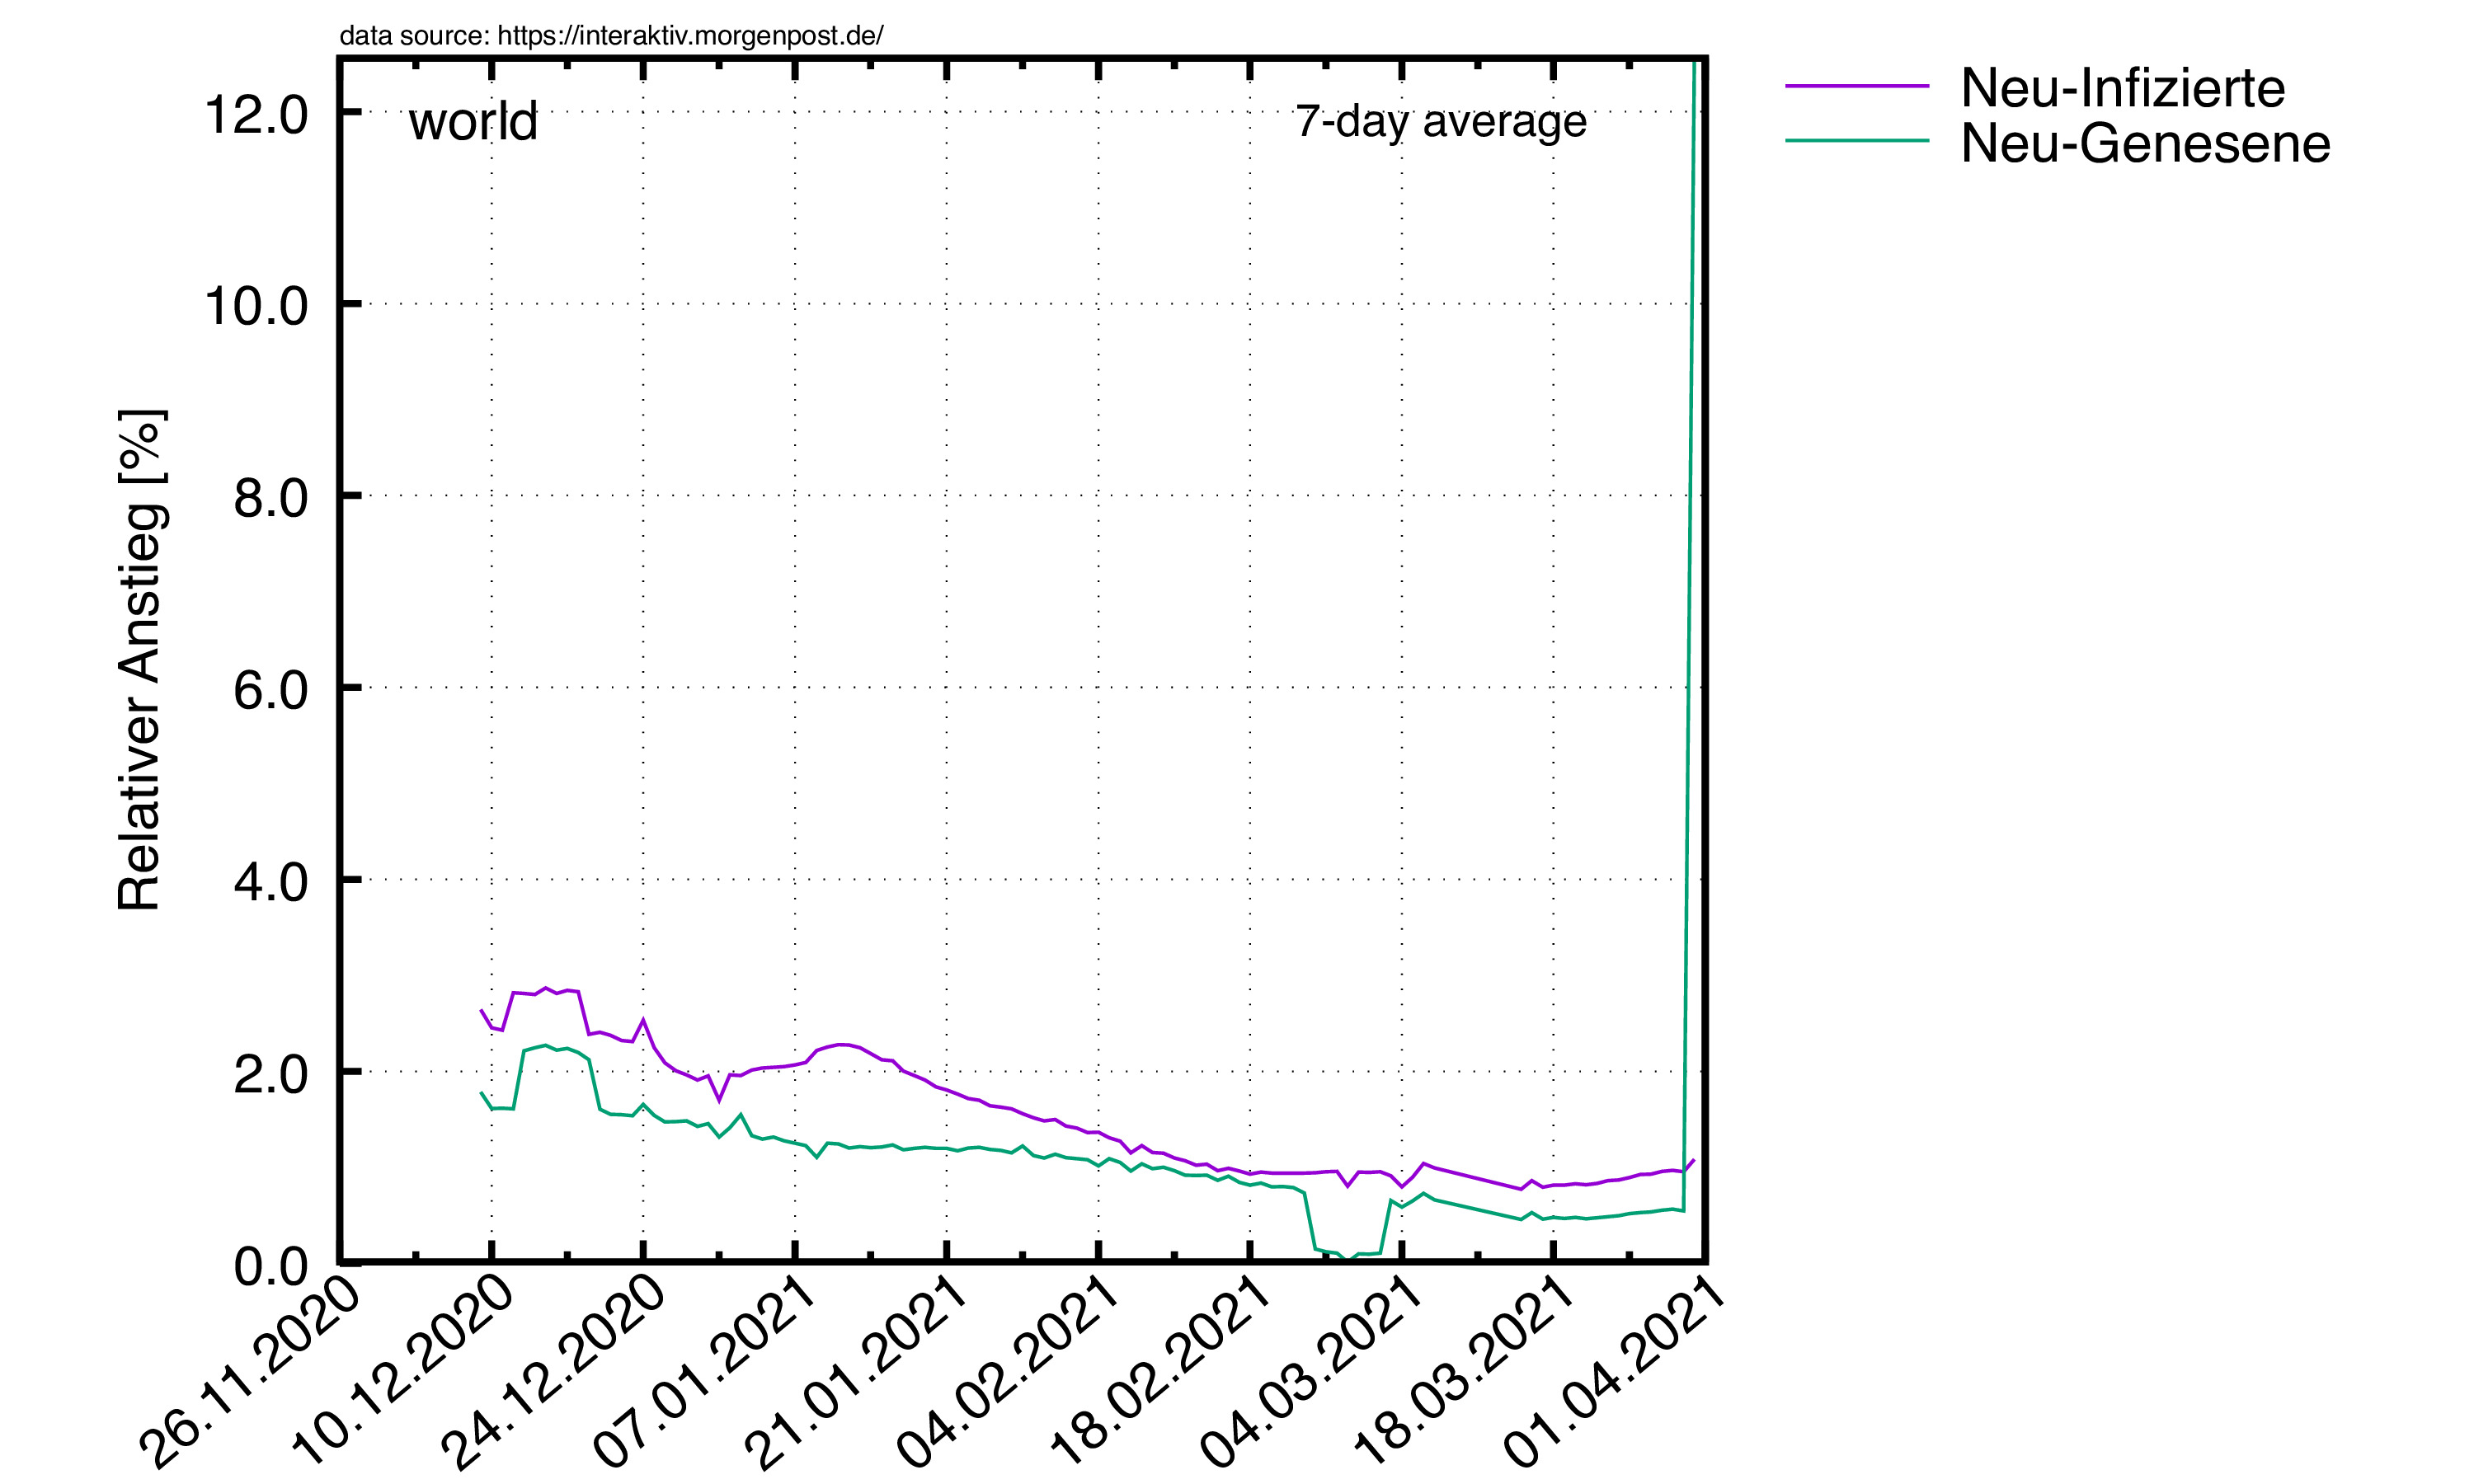 data source: https://interaktiv.morgenpost.de/
world
7-day average
Neu-Infizierte
Neu-Genesene
Relativer Anstieg [%]
12.0
10.0
8.0
6.0
4.0
2.0
0.0
26.11.2020
10.12.2020
24.12.2020
07.01.2021
21.01.2021
04.02.2021
18.02.2021
04.03.2021
18.03.2021
01.04.2021